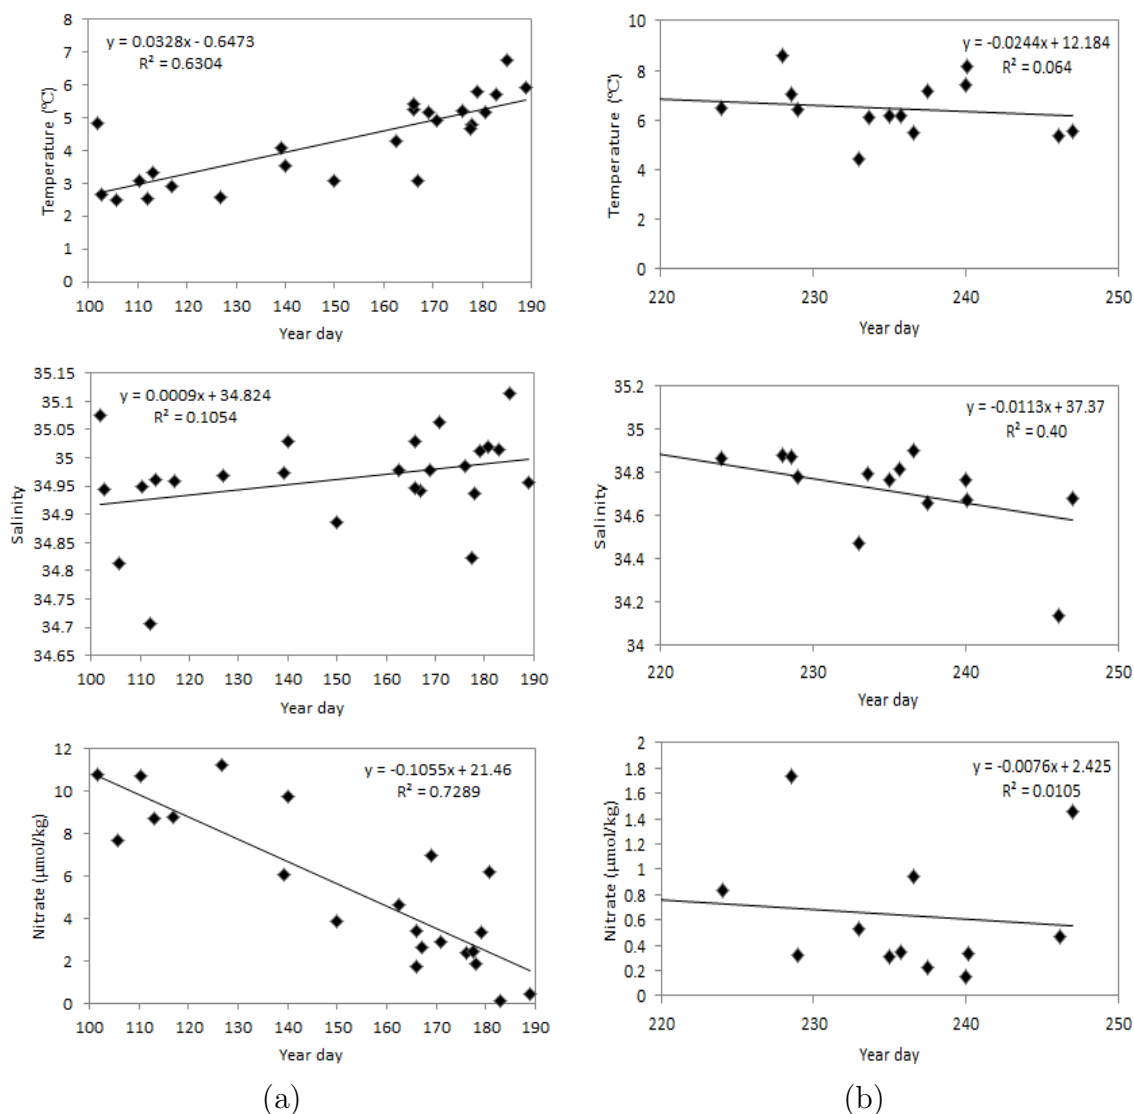 y = 0.0328x - 0.6473
R² = 0.6304
8
7
6
5
4
3
2
1
0
Temperature (ºC)
100 110 120 130 140 150 160 170 180 190
Year day
y = -0.0244x + 12.184
R² = 0.064
10
8
6
4
2
0
Temperature (ºC)
220 230 240 250
Year day
y = 0.0009x + 34.824
R² = 0.1054
35.15
35.1
35.05
35
34.95
34.9
34.85
34.8
34.75
34.7
34.65
Salinity
100 110 120 130 140 150 160 170 180 190
Year day
y = -0.0113x + 37.37
R² = 0.40
35.2
35
34.8
34.6
34.4
34.2
34
Salinity
220 230 240 250
Year day
y = -0.1055x + 21.46
R² = 0.7289
12
10
8
6
4
2
0
Nitrate (µmol/kg)
100 110 120 130 140 150 160 170 180 190
Year day
y = -0.0076x + 2.425
R² = 0.0105
2
1.8
1.6
1.4
1.2
1
0.8
0.6
0.4
0.2
0
Nitrate (µmol/kg)
220 230 240 250
Year day
(a)
(b)